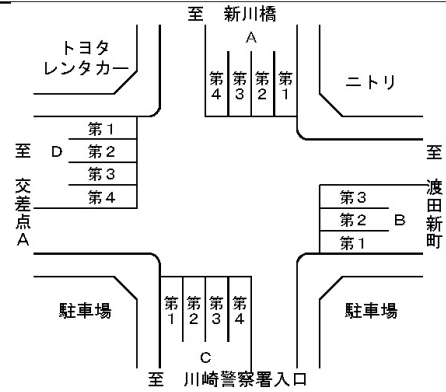 至 新川橋
A
第4 第3 第2 第1
トヨタ
レンタカー
ニトリ
至 交差点A
D
第1
第2
第3
第4
至 渡田新町
第3
第2
第1
B
駐車場
駐車場
第1 第2 第3 第4
C
至 川崎警察署入口